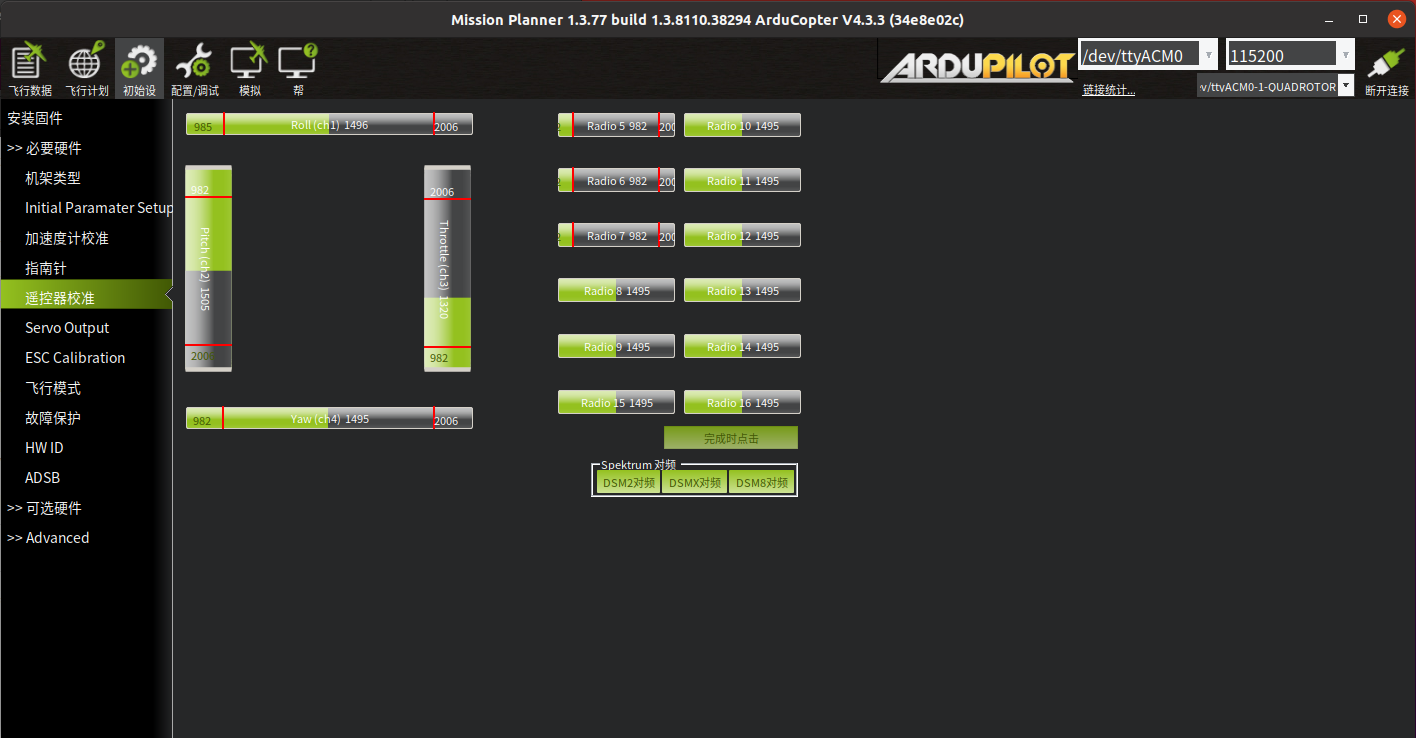 Mission Planner 1.3.77 build 1.3.8110.38294 ArduCopter V4.3.3 (34e8e02c)
飞行数据
飞行计划
初始设
配置/调试
模拟
帮
ARDUPILOT
/dev/ttyACM0
115200
链接统计...
/ttyACM0-1-QUADROTOR
断开连接
安装固件
>> 必要硬件
机架类型
Initial Paramater Setup
加速度计校准
指南针
遥控器校准
Servo Output
ESC Calibration
飞行模式
故障保护
HW ID
ADSB
>> 可选硬件
>> Advanced
985 Roll (ch1) 1496 2006
982 Pitch (ch2) 1505 2006
2006 Throttle (ch3) 1320 982
982 Yaw (ch4) 1495 2006
Radio 5 982
Radio 10 1495
Radio 6 982
Radio 11 1495
Radio 7 982
Radio 12 1495
Radio 8 1495
Radio 13 1495
Radio 9 1495
Radio 14 1495
Radio 15 1495
Radio 16 1495
完成时点击
Spektrum 对频
DSM2对频 DSMX对频 DSM8对频